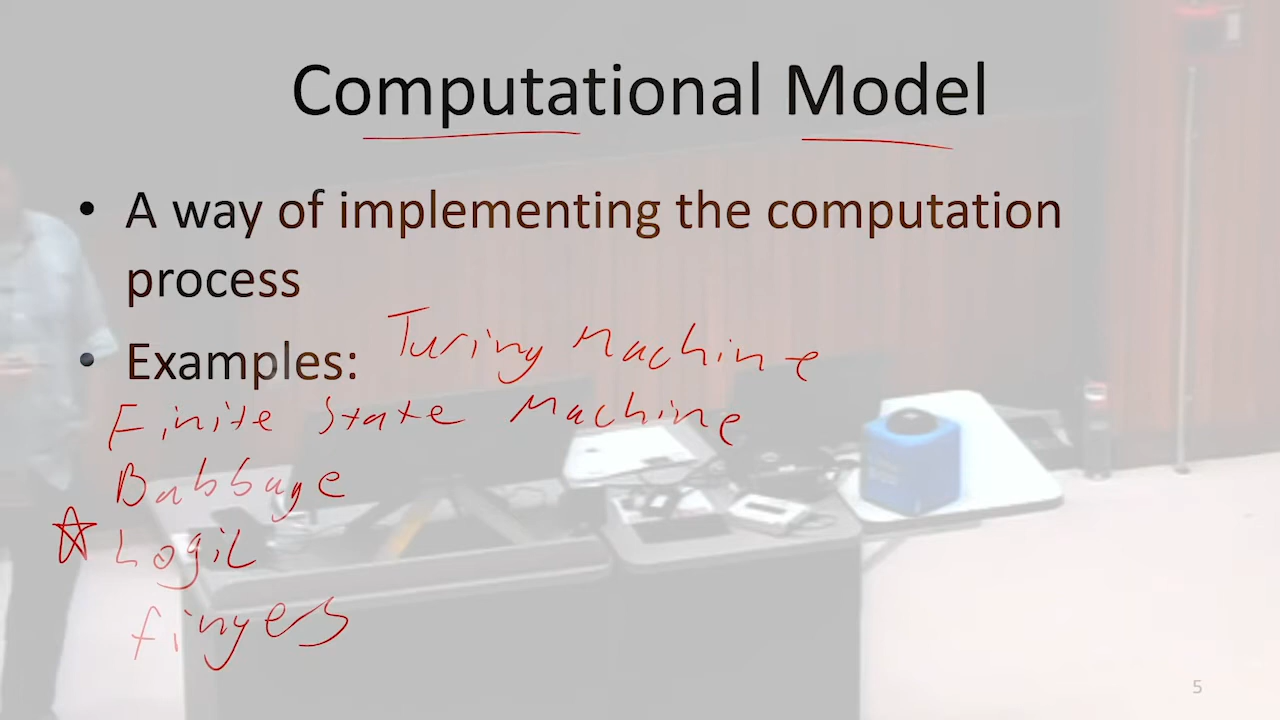 Computational Model
• A way of implementing the computation
process
• Examples: Turing Machine
Finite State Machine
Babbage
☆ Logic
fingers
5